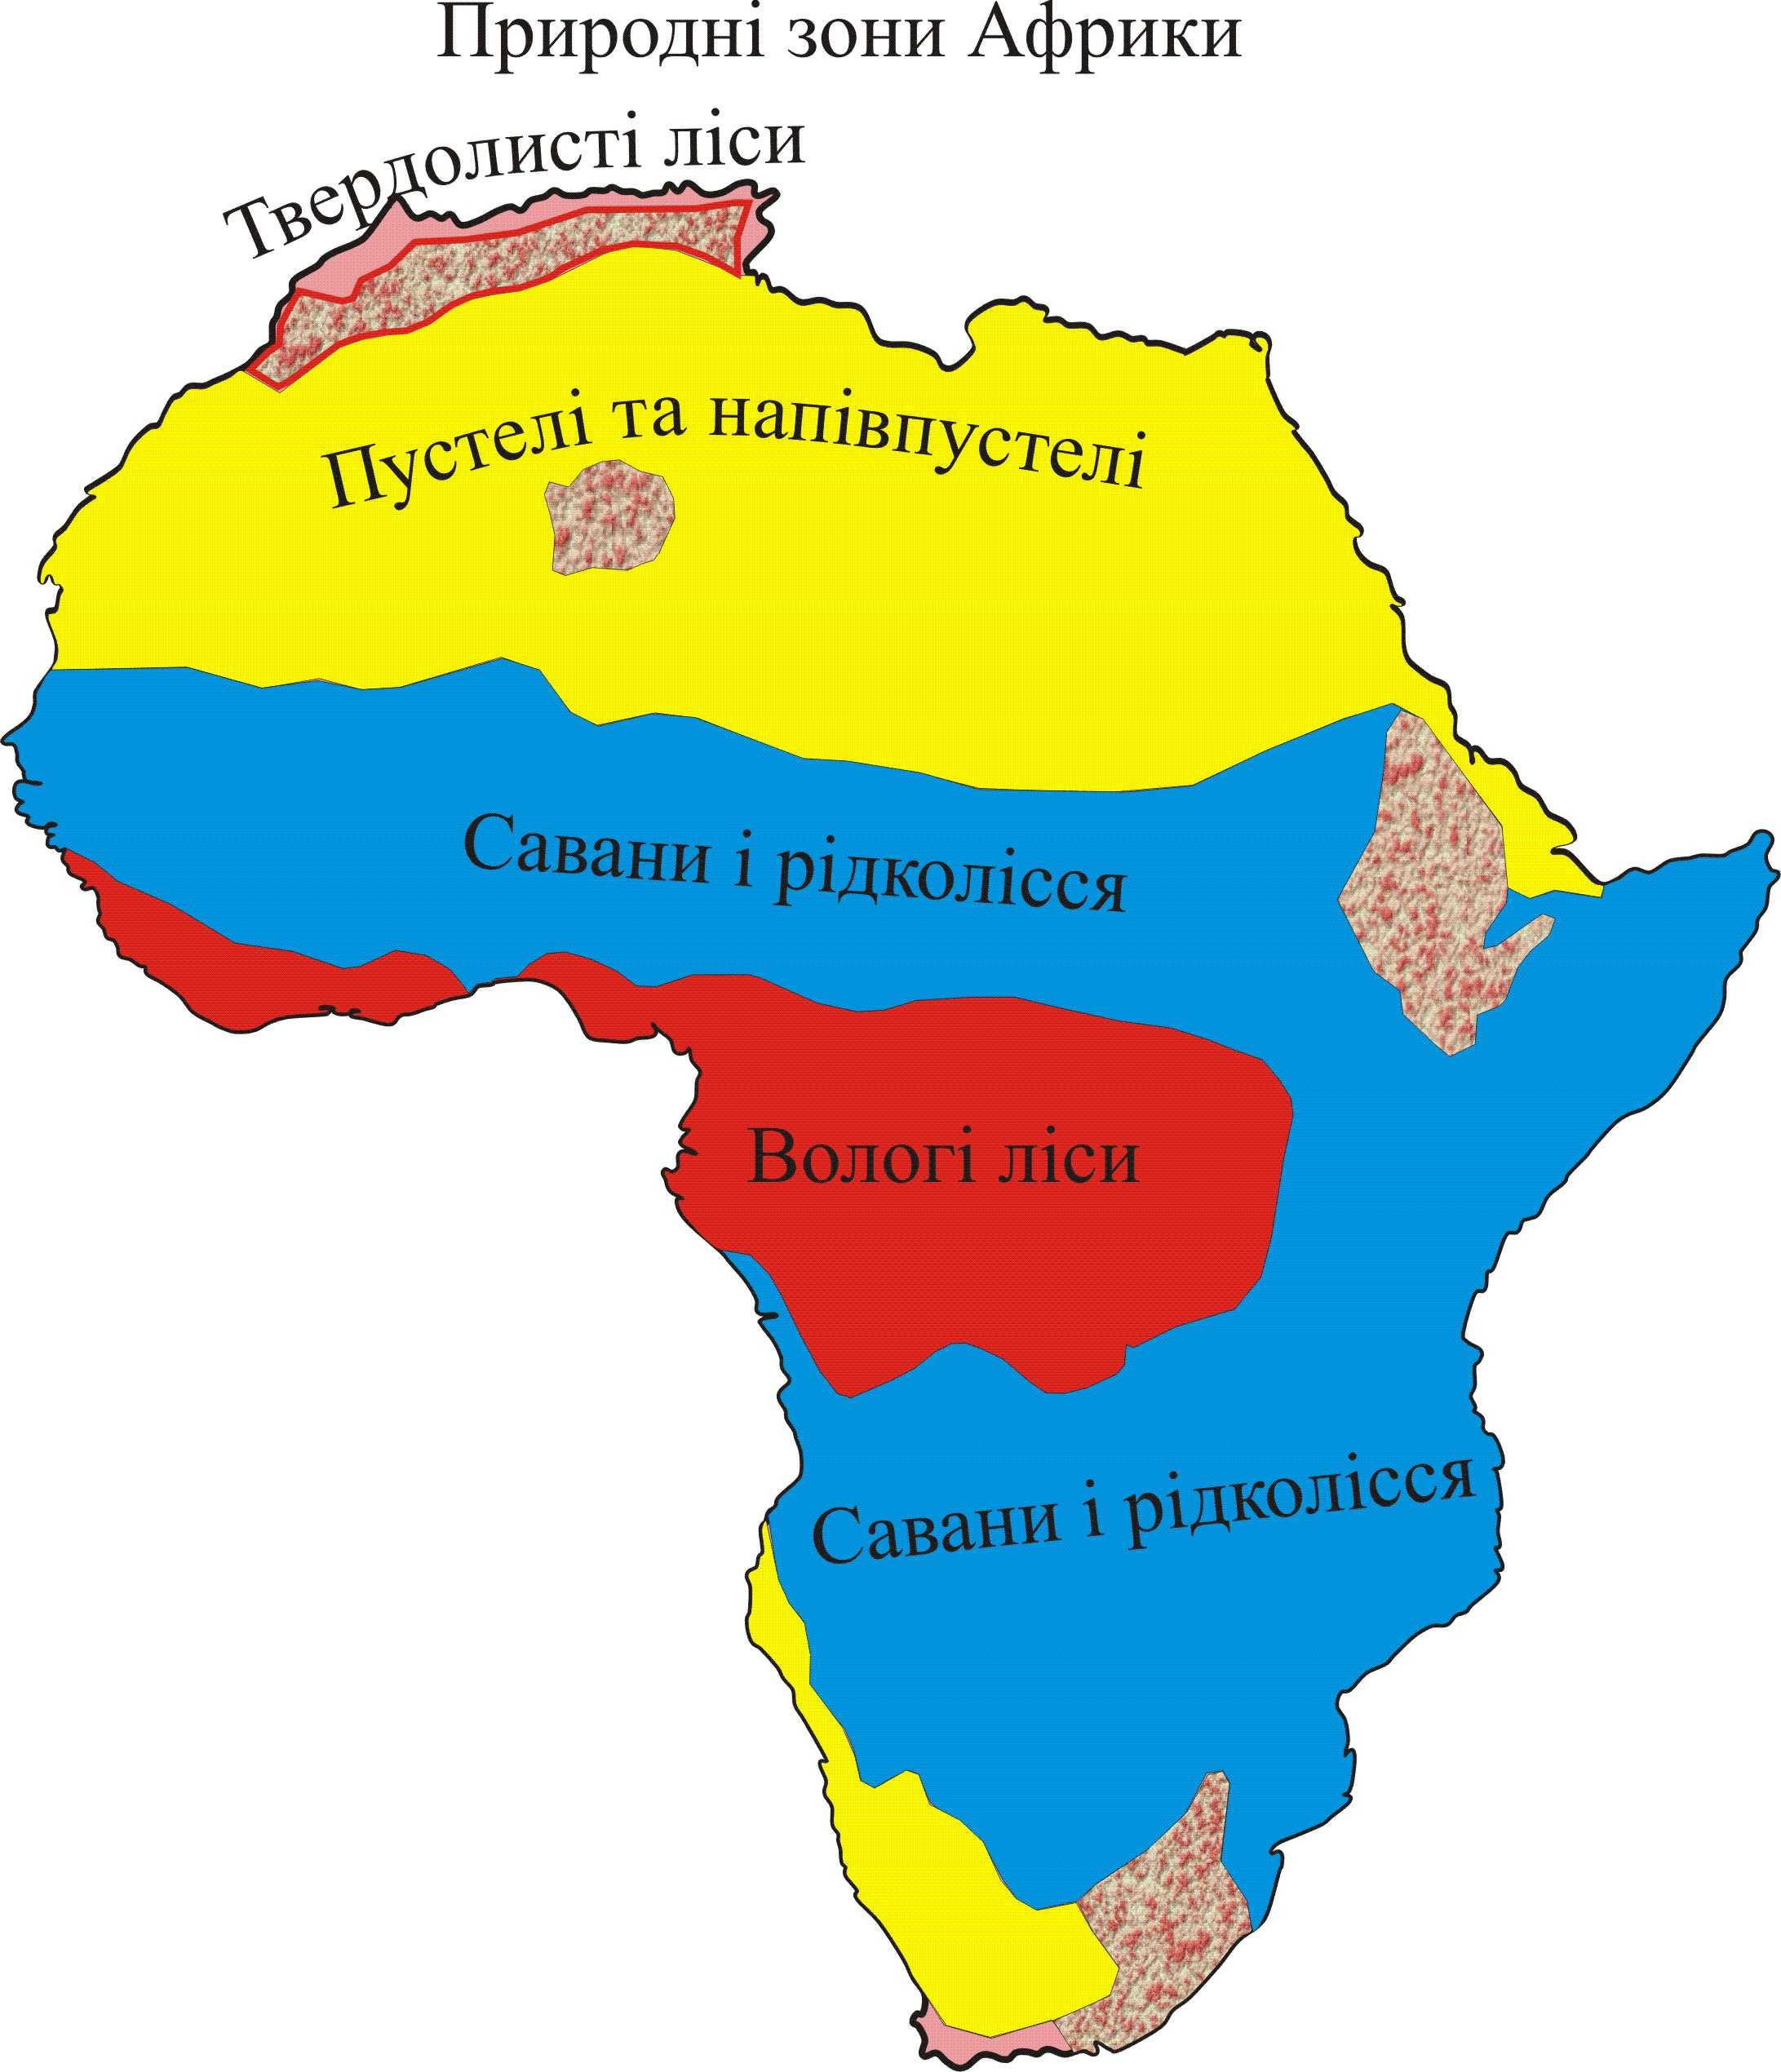 Природні зони Африки
Твердолисті ліси
Пустелі та напівпустелі
Савани і рідколісся
Вологі ліси
Савани і рідколісся